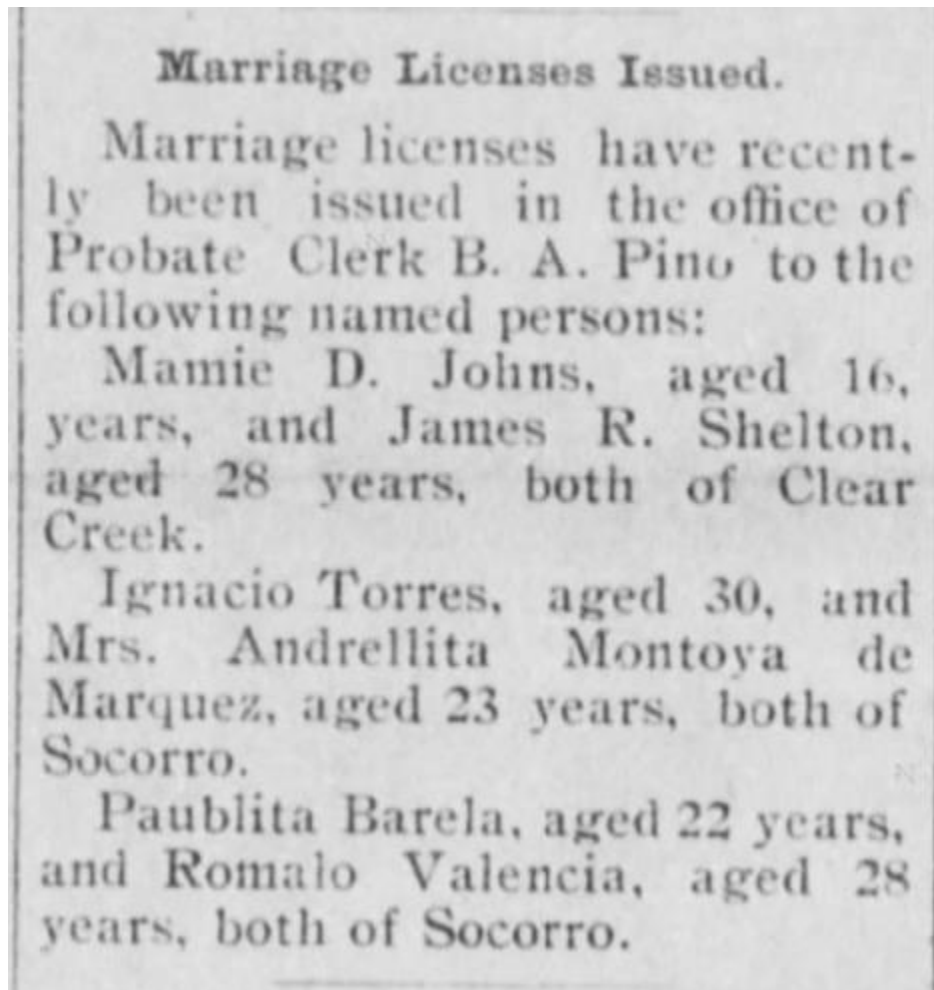 Marriage Licenses Issued.
Marriage licenses have recent-
ly been issued in the office of
Probate Clerk B. A. Pino to the
following named persons:
Mamie D. Johns, aged 16,
years, and James R. Shelton,
aged 28 years, both of Clear
Creek.
Ignacio Torres, aged 30, and
Mrs. Andrellita Montoya de
Marquez, aged 23 years, both of
Socorro.
Paublita Barela, aged 22 years,
and Romalo Valencia, aged 28
years, both of Socorro.